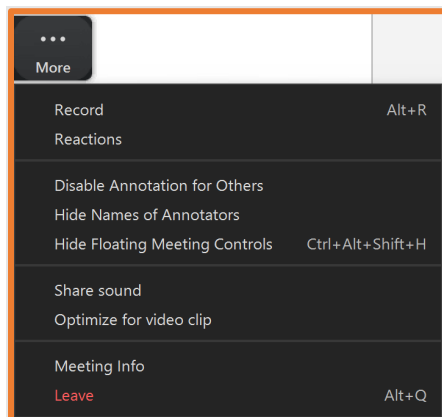 More
Record Alt+R
Reactions
Disable Annotation for Others
Hide Names of Annotators
Hide Floating Meeting Controls Ctrl+Alt+Shift+H
Share sound
Optimize for video clip
Meeting Info
Leave Alt+Q